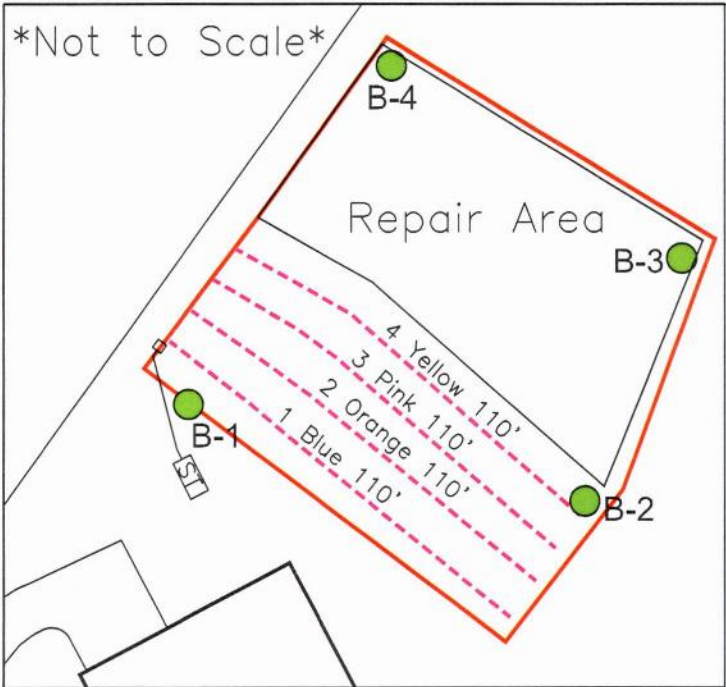 *Not to Scale*
B-4
Repair Area
B-3
4 Yellow 110'
3 Pink 110'
2 Orange 110'
1 Blue 110'
B-1
ST
B-2